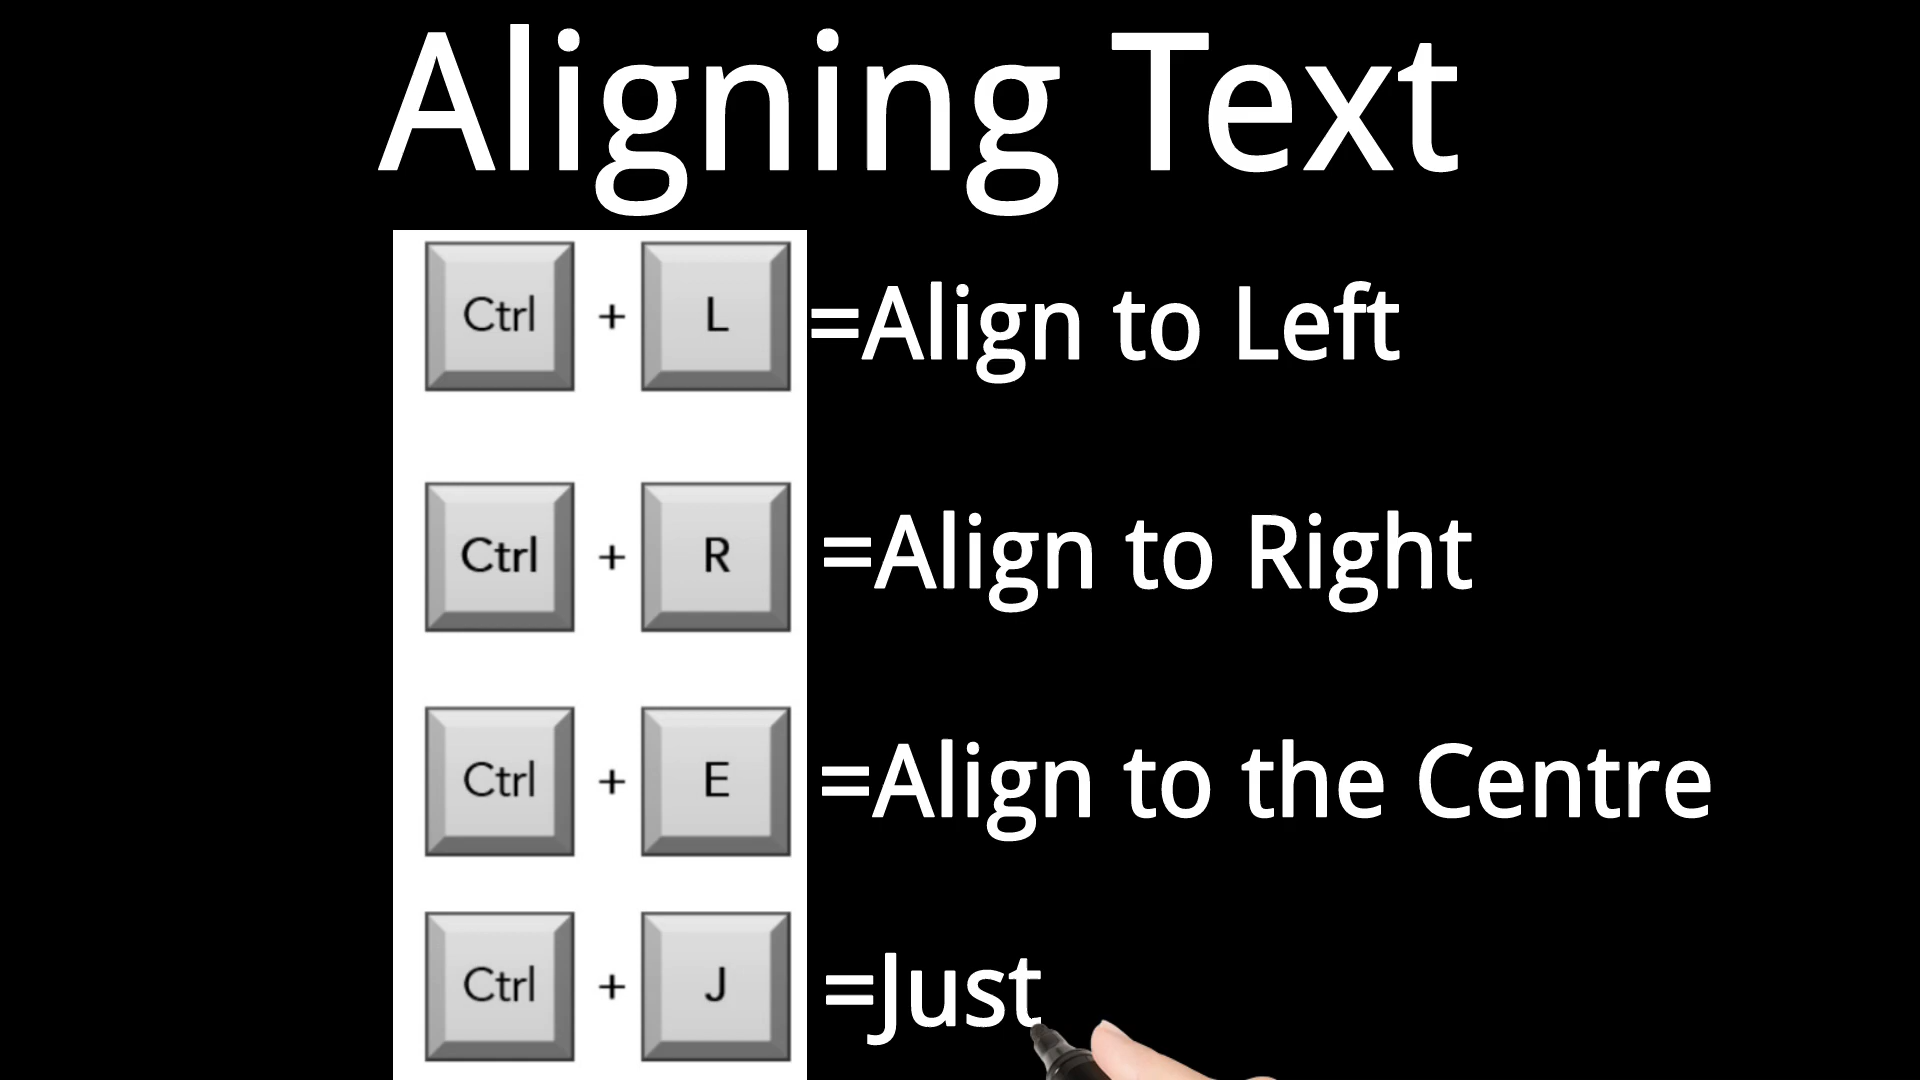 Aligning Text
Ctrl + L =Align to Left
Ctrl + R =Align to Right
Ctrl + E =Align to the Centre
Ctrl + J =Just